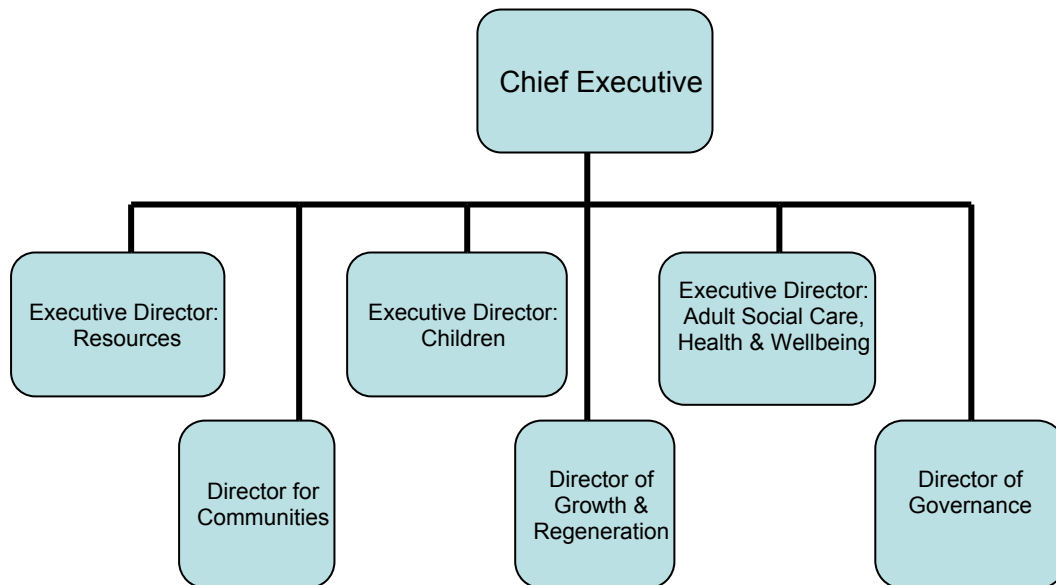 Chief Executive
Executive Director:
Resources
Executive Director:
Children
Executive Director:
Adult Social Care,
Health & Wellbeing
Director for
Communities
Director of
Growth &
Regeneration
Director of
Governance